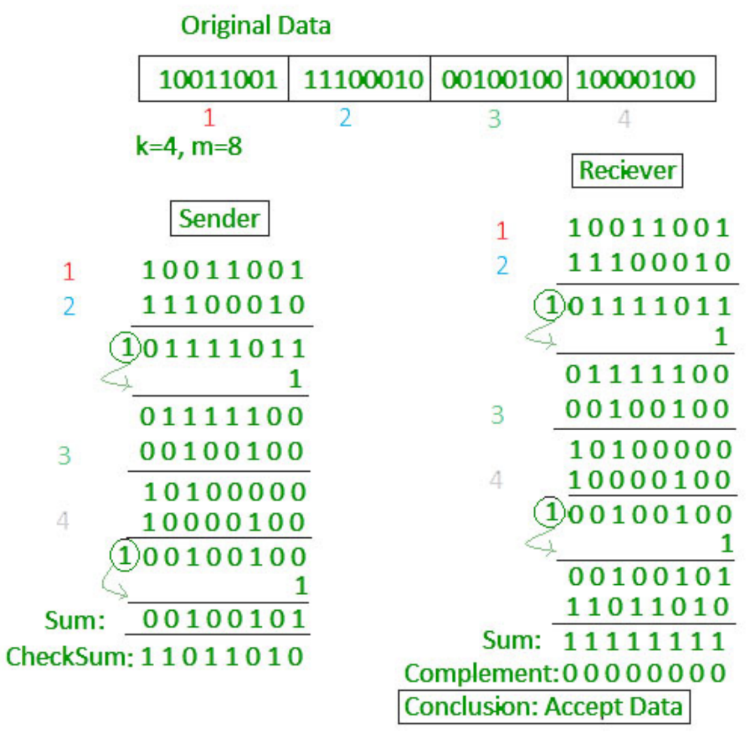 Original Data
10011001 11100010 00100100 10000100
1 2 3 4
k=4, m=8
Sender
1 10011001
2 11100010
1 01111011
1
01111100
3 00100100
10100000
4 10000100
1 00100100
1
Sum: 00100101
CheckSum: 11011010
Reciever
1 10011001
2 11100010
1 01111011
1
01111100
3 00100100
10100000
4 10000100
1 00100100
1
00100101
11011010
Sum: 11111111
Complement: 00000000
Conclusion: Accept Data